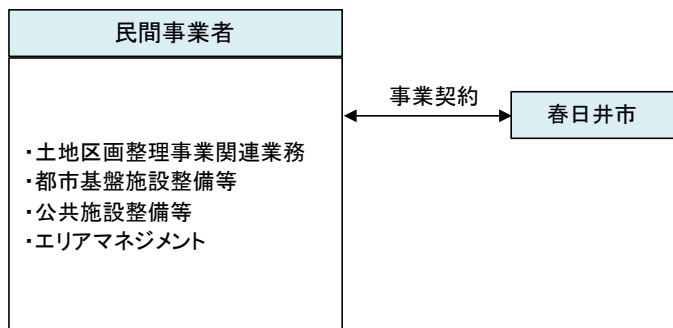 民間事業者
事業契約
春日井市
・土地区画整理事業関連業務
・都市基盤施設整備等
・公共施設整備等
・エリアマネジメント